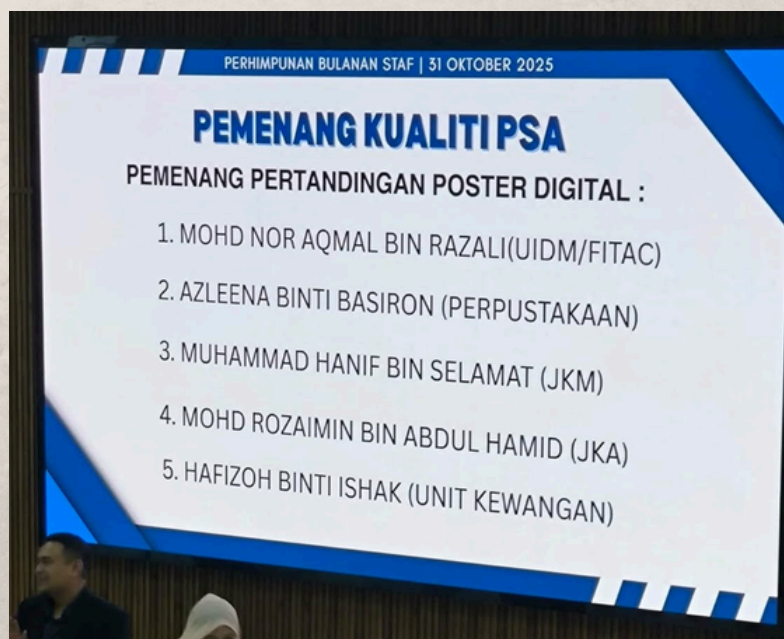 PERHIMPUNAN BULANAN STAF | 31 OKTOBER 2025
PEMENANG KUALITI PSA
PEMENANG PERTANDINGAN POSTER DIGITAL :
1. MOHD NOR AQMAL BIN RAZALI(UIDM/FITAC)
2. AZLEENA BINTI BASIRON (PERPUSTAKAAN)
3. MUHAMMAD HANIF BIN SELAMAT (JKM)
4. MOHD ROZAIMIN BIN ABDUL HAMID (JKA)
5. HAFIZOH BINTI ISHAK (UNIT KEWANGAN)